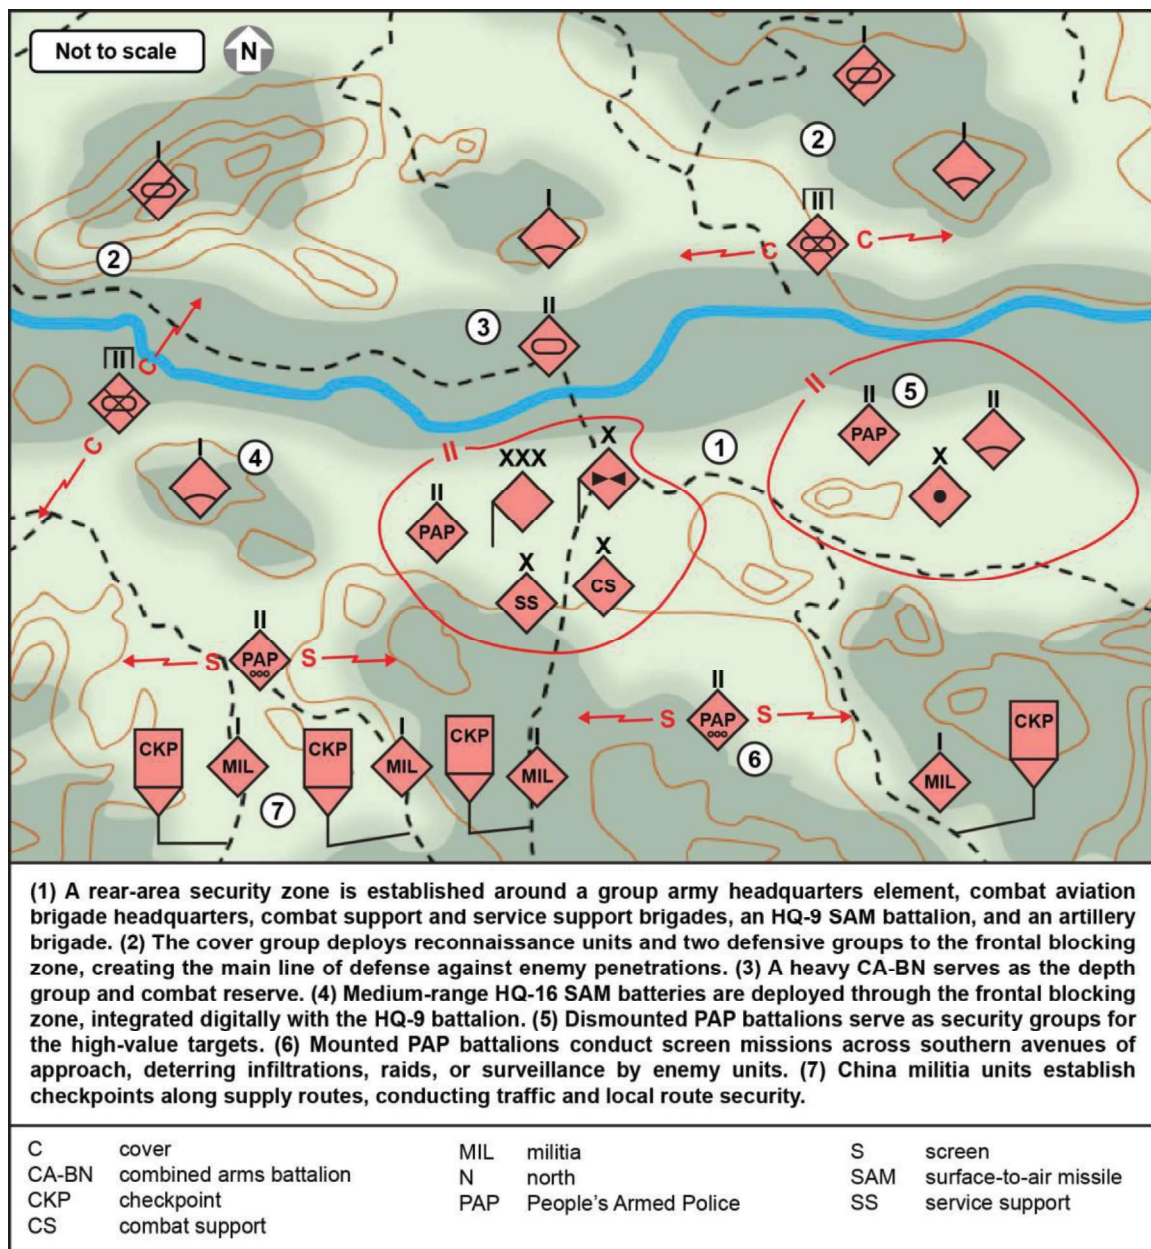 Not to scale
N
I
2
I
I
I
II
C
C
2
3
II
II
C
C
I
4
II
X
XXX
II
PAP
X
SS
X
CS
1
II
II
5
PAP
II
X
II
S
PAP
ooo
S
II
S
PAP
ooo
S
6
CKP
I
MIL
7
CKP
I
MIL
CKP
I
MIL
I
MIL
CKP
(1) A rear-area security zone is established around a group army headquarters element, combat aviation
brigade headquarters, combat support and service support brigades, an HQ-9 SAM battalion, and an artillery
brigade. (2) The cover group deploys reconnaissance units and two defensive groups to the frontal blocking
zone, creating the main line of defense against enemy penetrations. (3) A heavy CA-BN serves as the depth
group and combat reserve. (4) Medium-range HQ-16 SAM batteries are deployed through the frontal blocking
zone, integrated digitally with the HQ-9 battalion. (5) Dismounted PAP battalions serve as security groups for
the high-value targets. (6) Mounted PAP battalions conduct screen missions across southern avenues of
approach, deterring infiltrations, raids, or surveillance by enemy units. (7) China militia units establish
checkpoints along supply routes, conducting traffic and local route security.
C cover
CA-BN combined arms battalion
CKP checkpoint
CS combat support
MIL militia
N north
PAP People's Armed Police
S screen
SAM surface-to-air missile
SS service support